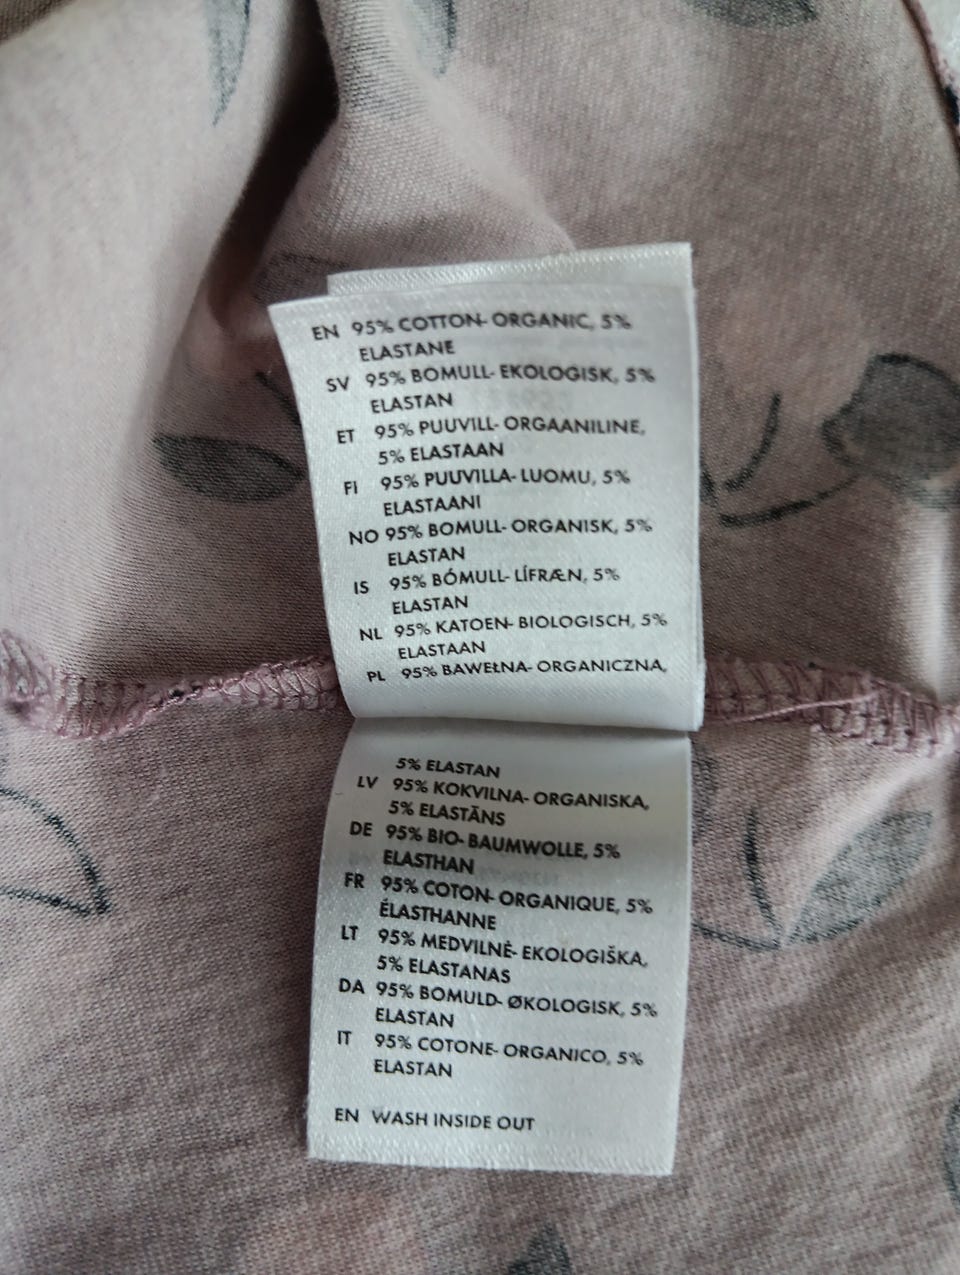 EN 95% COTTON- ORGANIC, 5%
ELASTANE
SV 95% BOMULL- EKOLOGISK, 5%
ELASTAN
ET 95% PUUVILL- ORGAANILINE,
5% ELASTAAN
FI 95% PUUVILLA- LUOMU, 5%
ELASTAANI
NO 95% BOMULL- ORGANISK, 5%
ELASTAN
IS 95% BÓMULL- LÍFRÆN, 5%
ELASTAN
NL 95% KATOEN- BIOLOGISCH, 5%
ELASTAAN
PL 95% BAWEŁNA- ORGANICZNA,
5% ELASTAN
LV 95% KOKVILNA- ORGANISKA,
5% ELASTĀNS
DE 95% BIO- BAUMWOLLE, 5%
ELASTHAN
FR 95% COTON- ORGANIQUE, 5%
ÉLASTHANNE
LT 95% MEDVILNĖ- EKOLOGIŠKA,
5% ELASTANAS
DA 95% BOMULD- ØKOLOGISK, 5%
ELASTAN
IT 95% COTONE- ORGANICO, 5%
ELASTAN
EN WASH INSIDE OUT